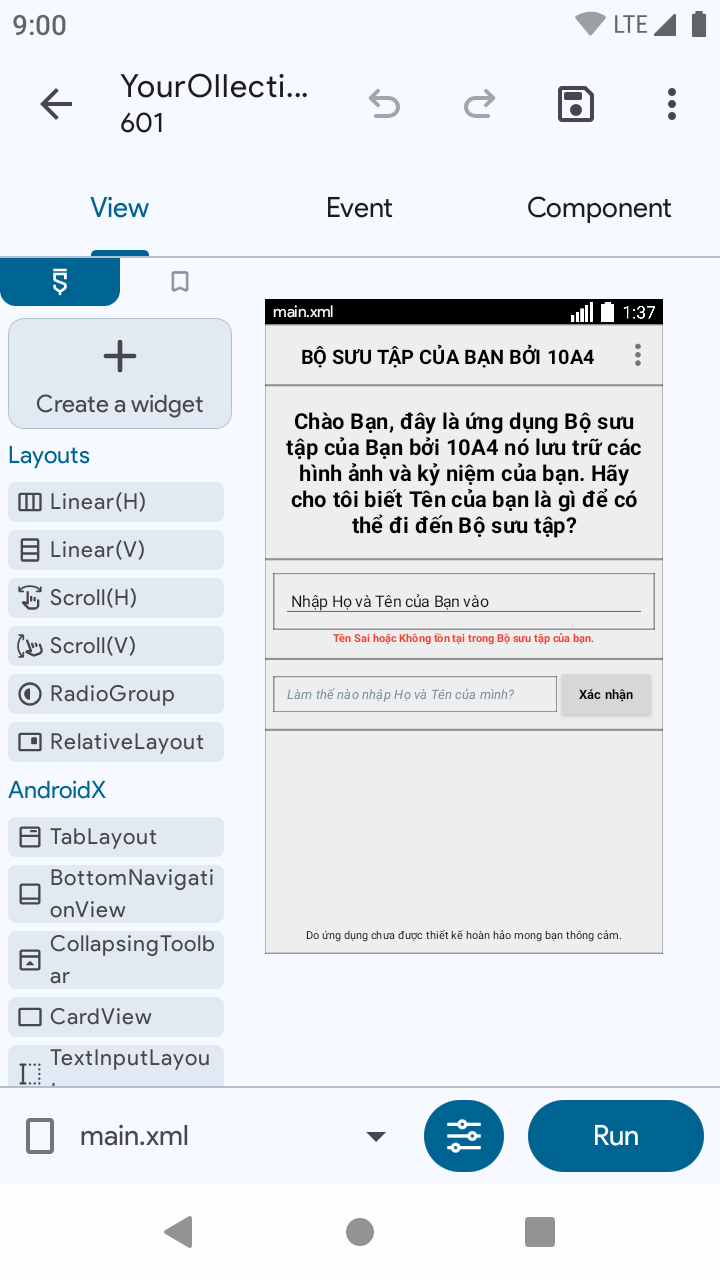 9:00
LTE
YourOllecti...
601
View
Event
Component
Create a widget
Layouts
Linear(H)
Linear(V)
Scroll(H)
Scroll(V)
RadioGroup
RelativeLayout
AndroidX
TabLayout
BottomNavigati
onView
CollapsingToolb
ar
CardView
TextInputLayou
main.xml
1:37
BỘ SƯU TẬP CỦA BẠN BỞI 10A4
Chào Bạn, đây là ứng dụng Bộ sưu
tập của Bạn bởi 10A4 nó lưu trữ các
hình ảnh và kỷ niệm của bạn. Hãy
cho tôi biết Tên của bạn là gì để có
thể đi đến Bộ sưu tập?
Nhập Họ và Tên của Bạn vào
Tên Sai hoặc Không tồn tại trong Bộ sưu tập của bạn.
Làm thế nào nhập Họ và Tên của mình?
Xác nhận
Do ứng dụng chưa được thiết kế hoàn hảo mong bạn thông cảm.
main.xml
Run